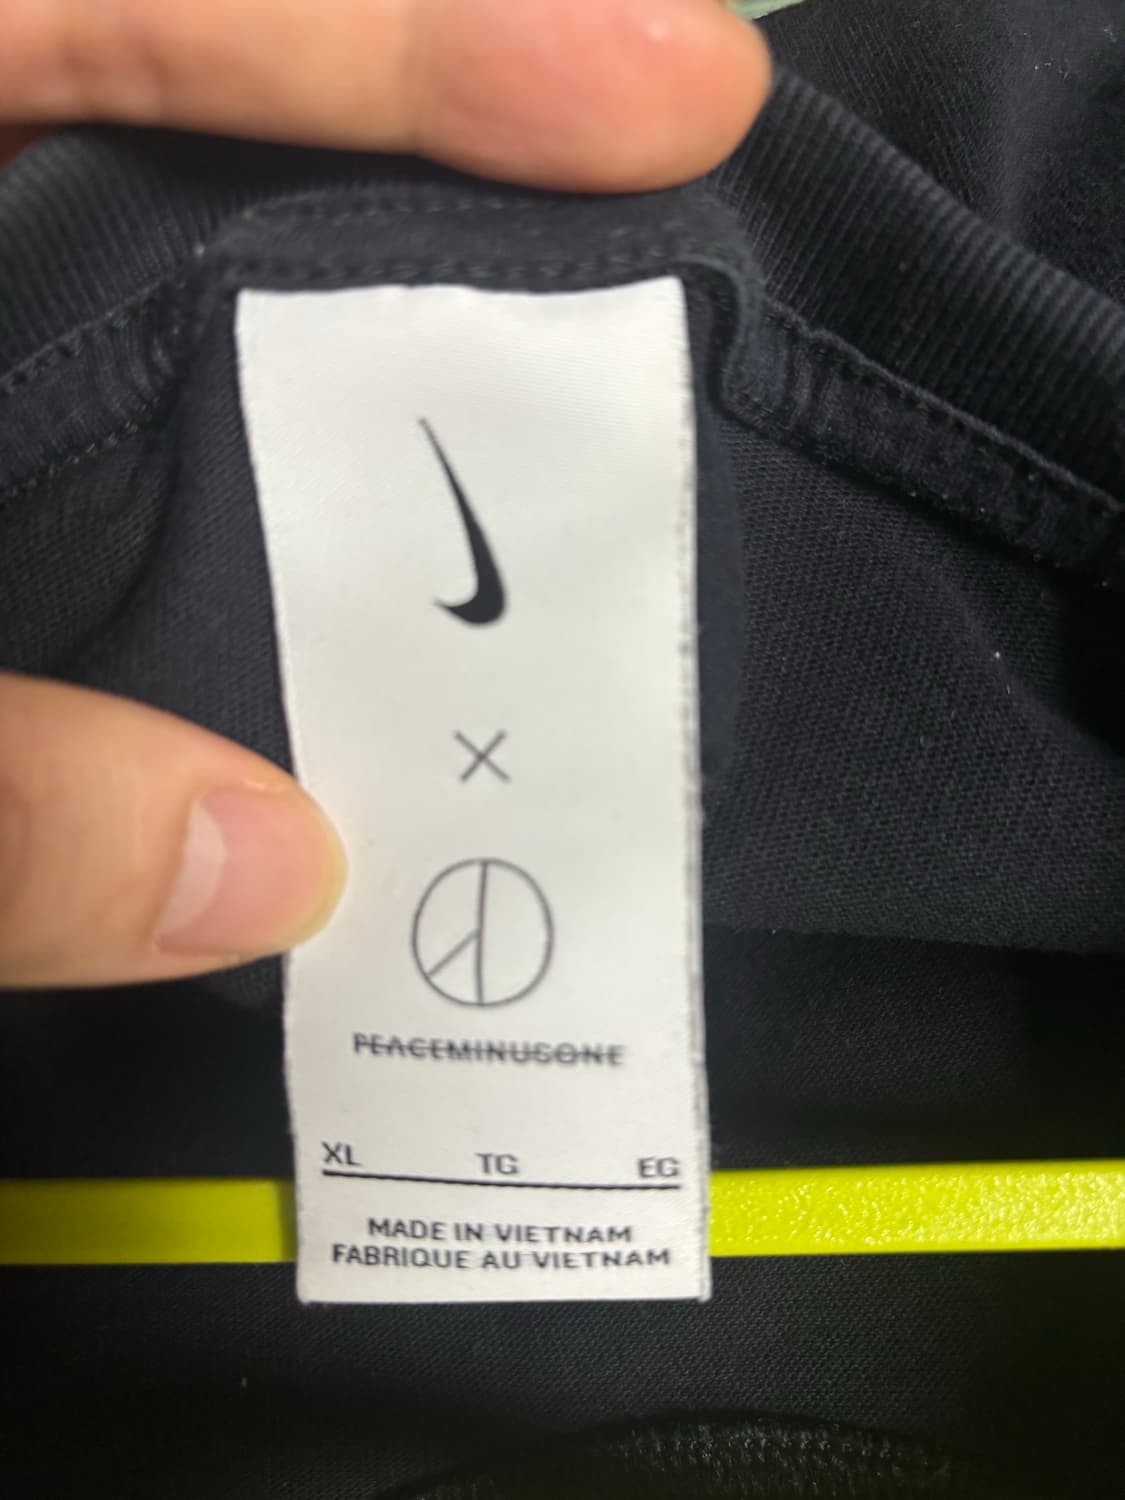 ×
PEACEMINUSONE
XL TG EG
MADE IN VIETNAM
FABRIQUE AU VIETNAM